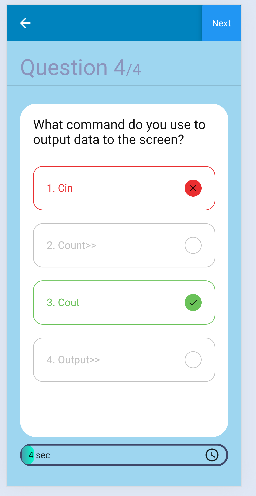 Next
Question 4/4
What command do you use to
output data to the screen?
1. Cin
2. Count>>
3. Cout
4. Output>>
4 sec